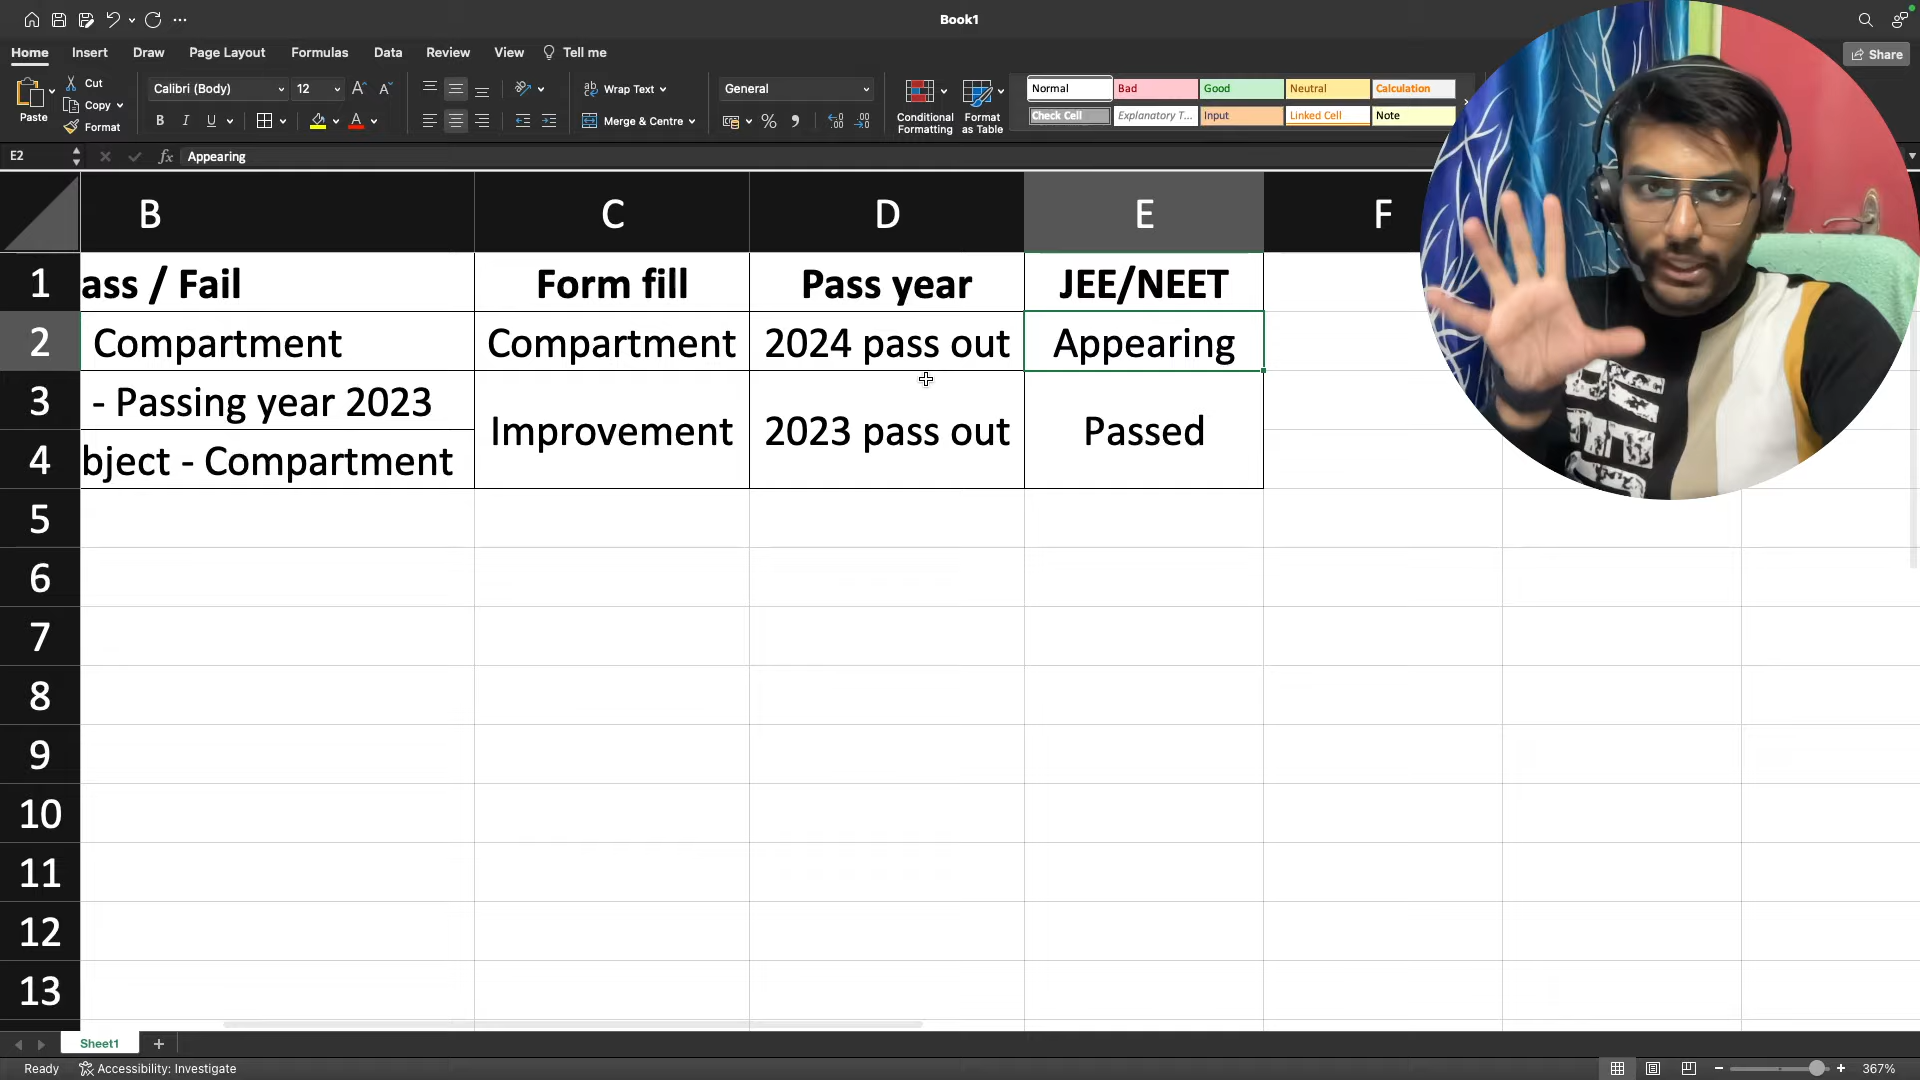 Book1
Home Insert Draw Page Layout Formulas Data Review View Tell me
Share
Paste
Cut
Copy
Format
Calibri (Body) 12
B I U
Wrap Text
Merge & Centre
General
Conditional Formatting
Format as Table
Normal Bad Good Neutral Calculation
Check Cell Explanatory T... Input Linked Cell Note
E2 fx Appearing
B C D E F
1 ass / Fail Form fill Pass year JEE/NEET
2 Compartment Compartment 2024 pass out Appearing
3 - Passing year 2023 Improvement 2023 pass out Passed
4 bject - Compartment
5
6
7
8
9
10
11
12
13
Sheet1
Ready Accessibility: Investigate 367%